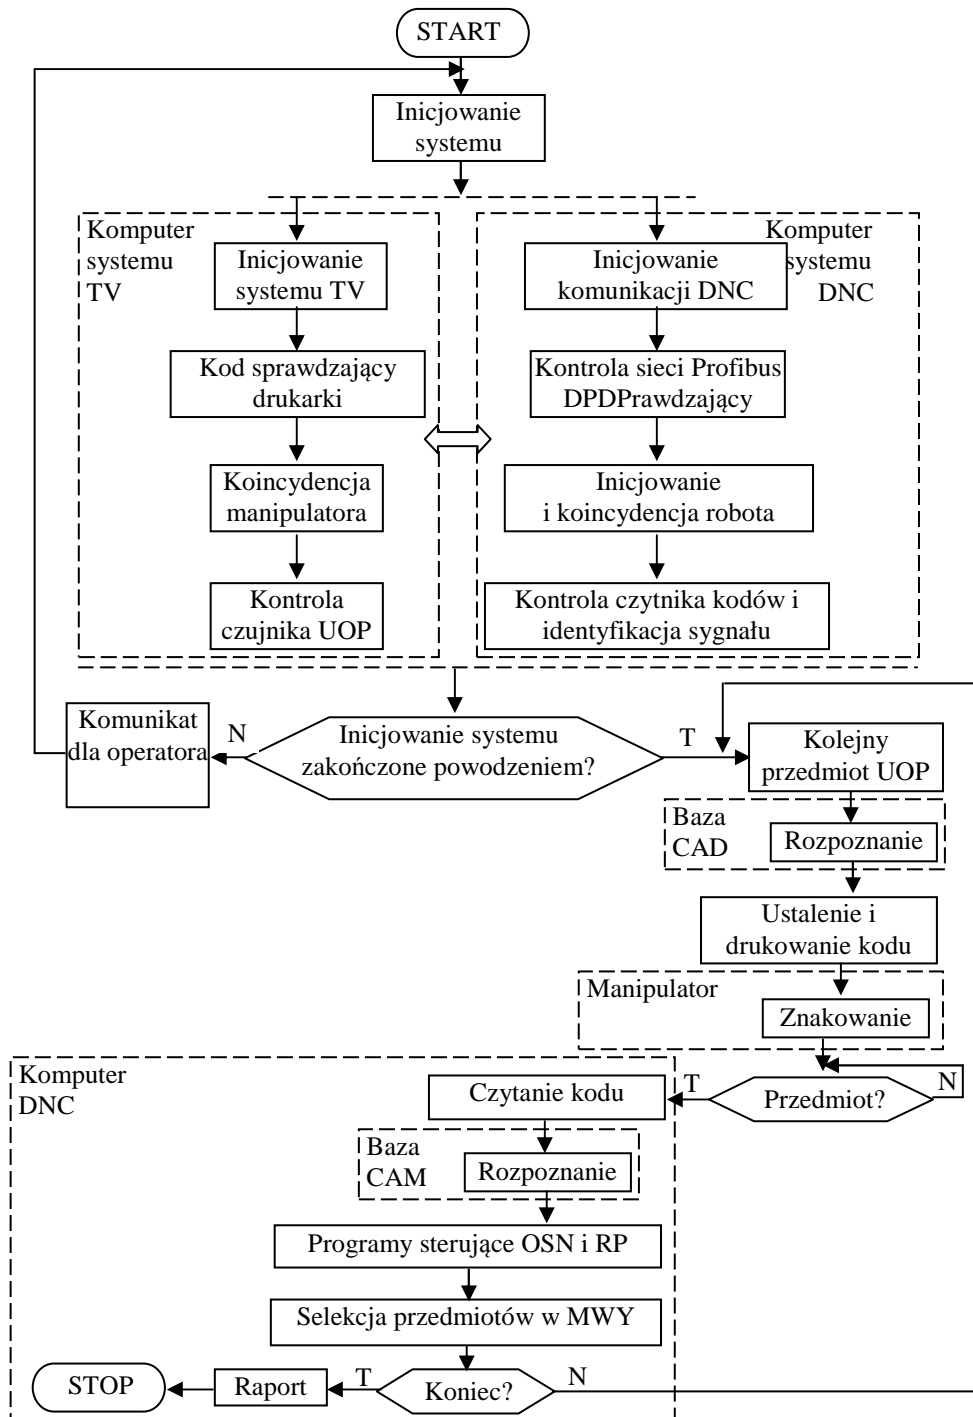 START
Inicjowanie
systemu
Komputer
systemu
TV
Inicjowanie
systemu TV
Kod sprawdzający
drukarki
Koincydencja
manipulatora
Kontrola
czujnika UOP
Komputer
systemu
DNC
Inicjowanie
komunikacji DNC
Kontrola sieci Profibus
DPDPrawdzający
Inicjowanie
i koincydencja robota
Kontrola czytnika kodów i
identyfikacja sygnału
Komunikat
dla operatora
N
Inicjowanie systemu
zakończone powodzeniem?
T
Kolejny
przedmiot UOP
Baza
CAD
Rozpoznanie
Ustalenie i
drukowanie kodu
Manipulator
Znakowanie
Przedmiot?
N
T
Komputer
DNC
Czytanie kodu
Baza
CAM
Rozpoznanie
Programy sterujące OSN i RP
Selekcja przedmiotów w MWY
Koniec?
N
T
Raport
STOP